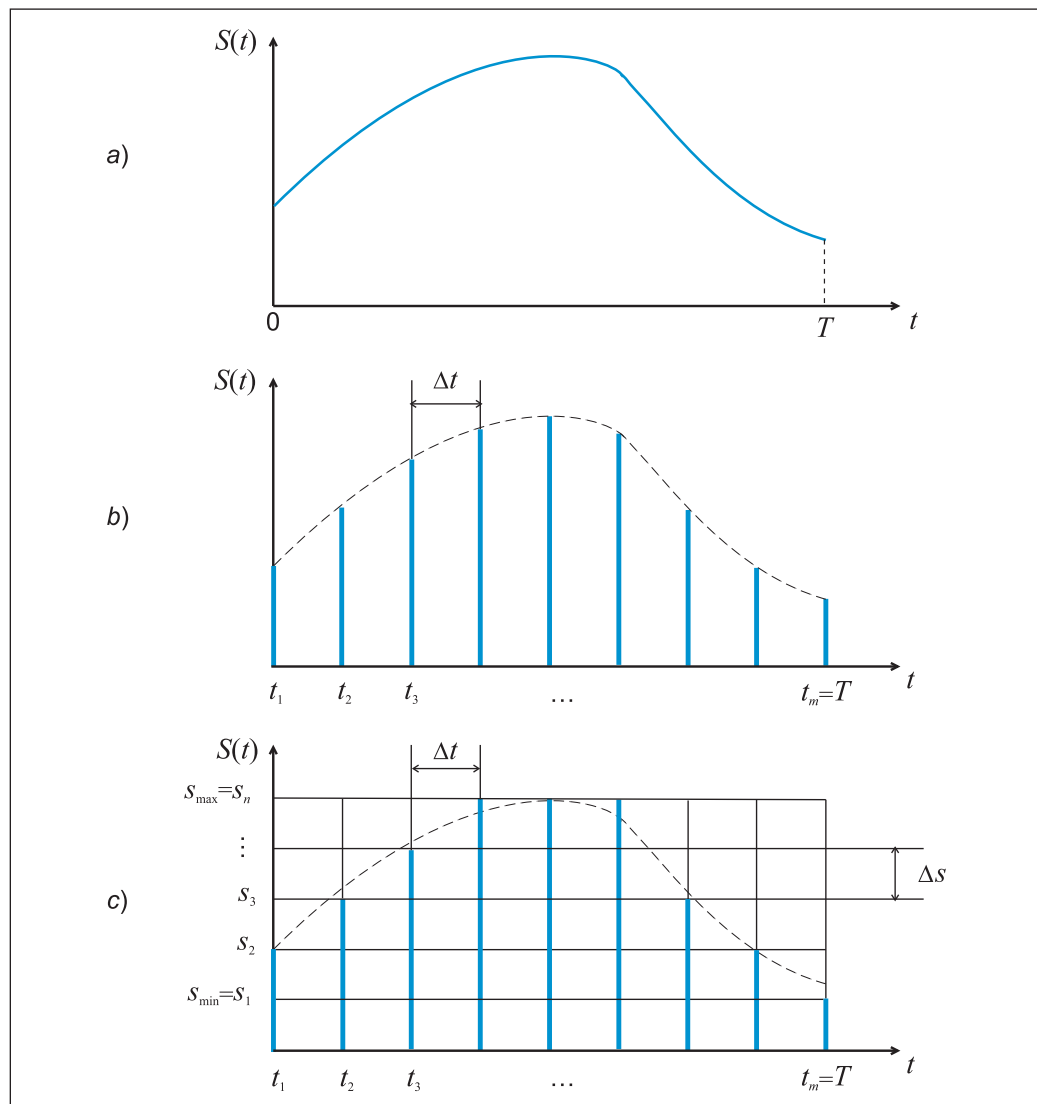 S(t)
a)
0
T
t
S(t)
Δt
b)
t₁
t₂
t₃
...
tₘ=T
t
S(t)
Δt
sₘₐₓ=sₙ
⋮
Δs
c)
s₃
s₂
sₘᵢₙ=s₁
t₁
t₂
t₃
...
tₘ=T
t